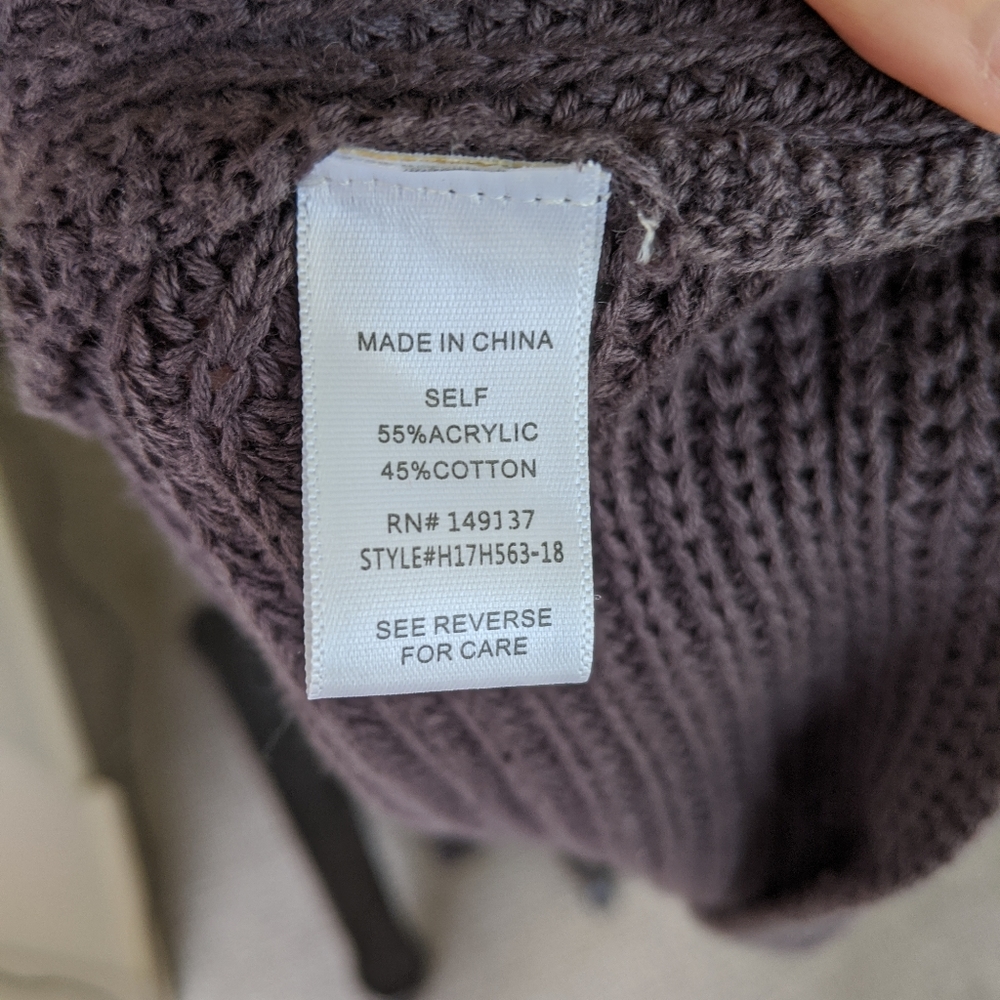 MADE IN CHINA
SELF
55%ACRYLIC
45%COTTON
RN# 149137
STYLE#H17H563-18
SEE REVERSE
FOR CARE